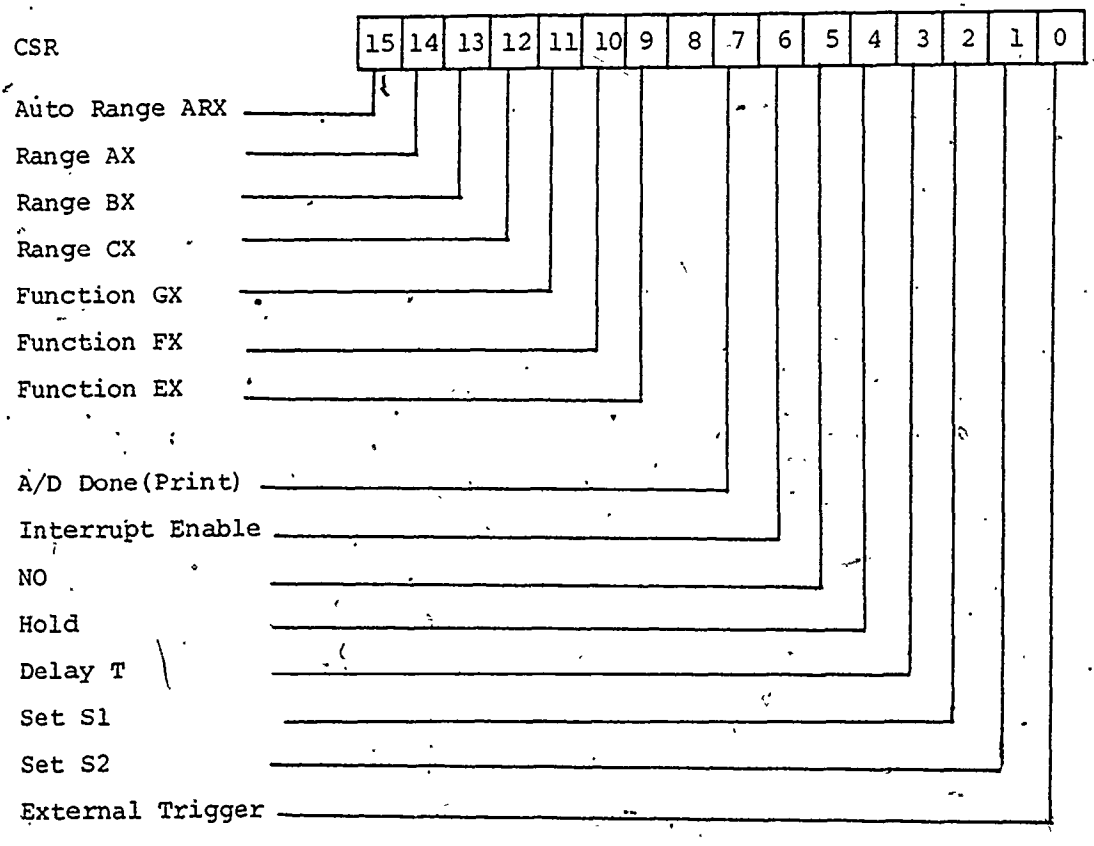 CSR 15 14 13 12 11 10 9 8 7 6 5 4 3 2 1 0
Auto Range ARX
Range AX
Range BX
Range CX
Function GX
Function FX
Function EX
A/D Done(Print)
Interrupt Enable
NO
Hold
Delay T
Set S1
Set S2
External Trigger